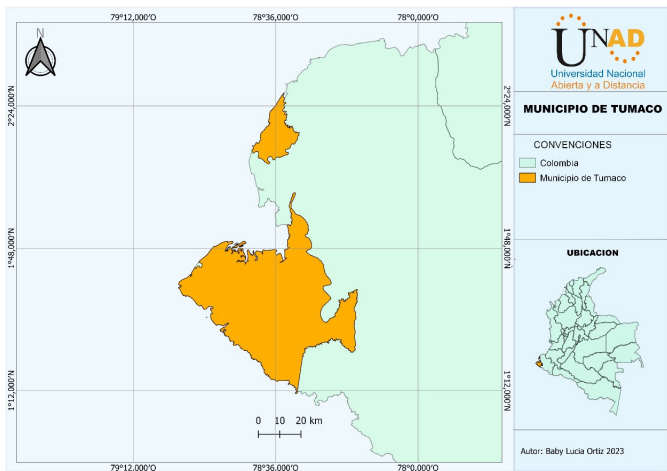 79°12,000'O
78°36,000'O
78°0,000'O
N
2°24,000'N
2°24,000'N
1°48,000'N
1°48,000'N
1°12,000'N
1°12,000'N
0 10 20 km
79°12,000'O
78°36,000'O
78°0,000'O
UNAD
Universidad Nacional
Abierta y a Distancia
MUNICIPIO DE TUMACO
CONVENCIONES
Colombia
Municipio de Tumaco
UBICACION
Autor: Baby Lucia Ortiz 2023